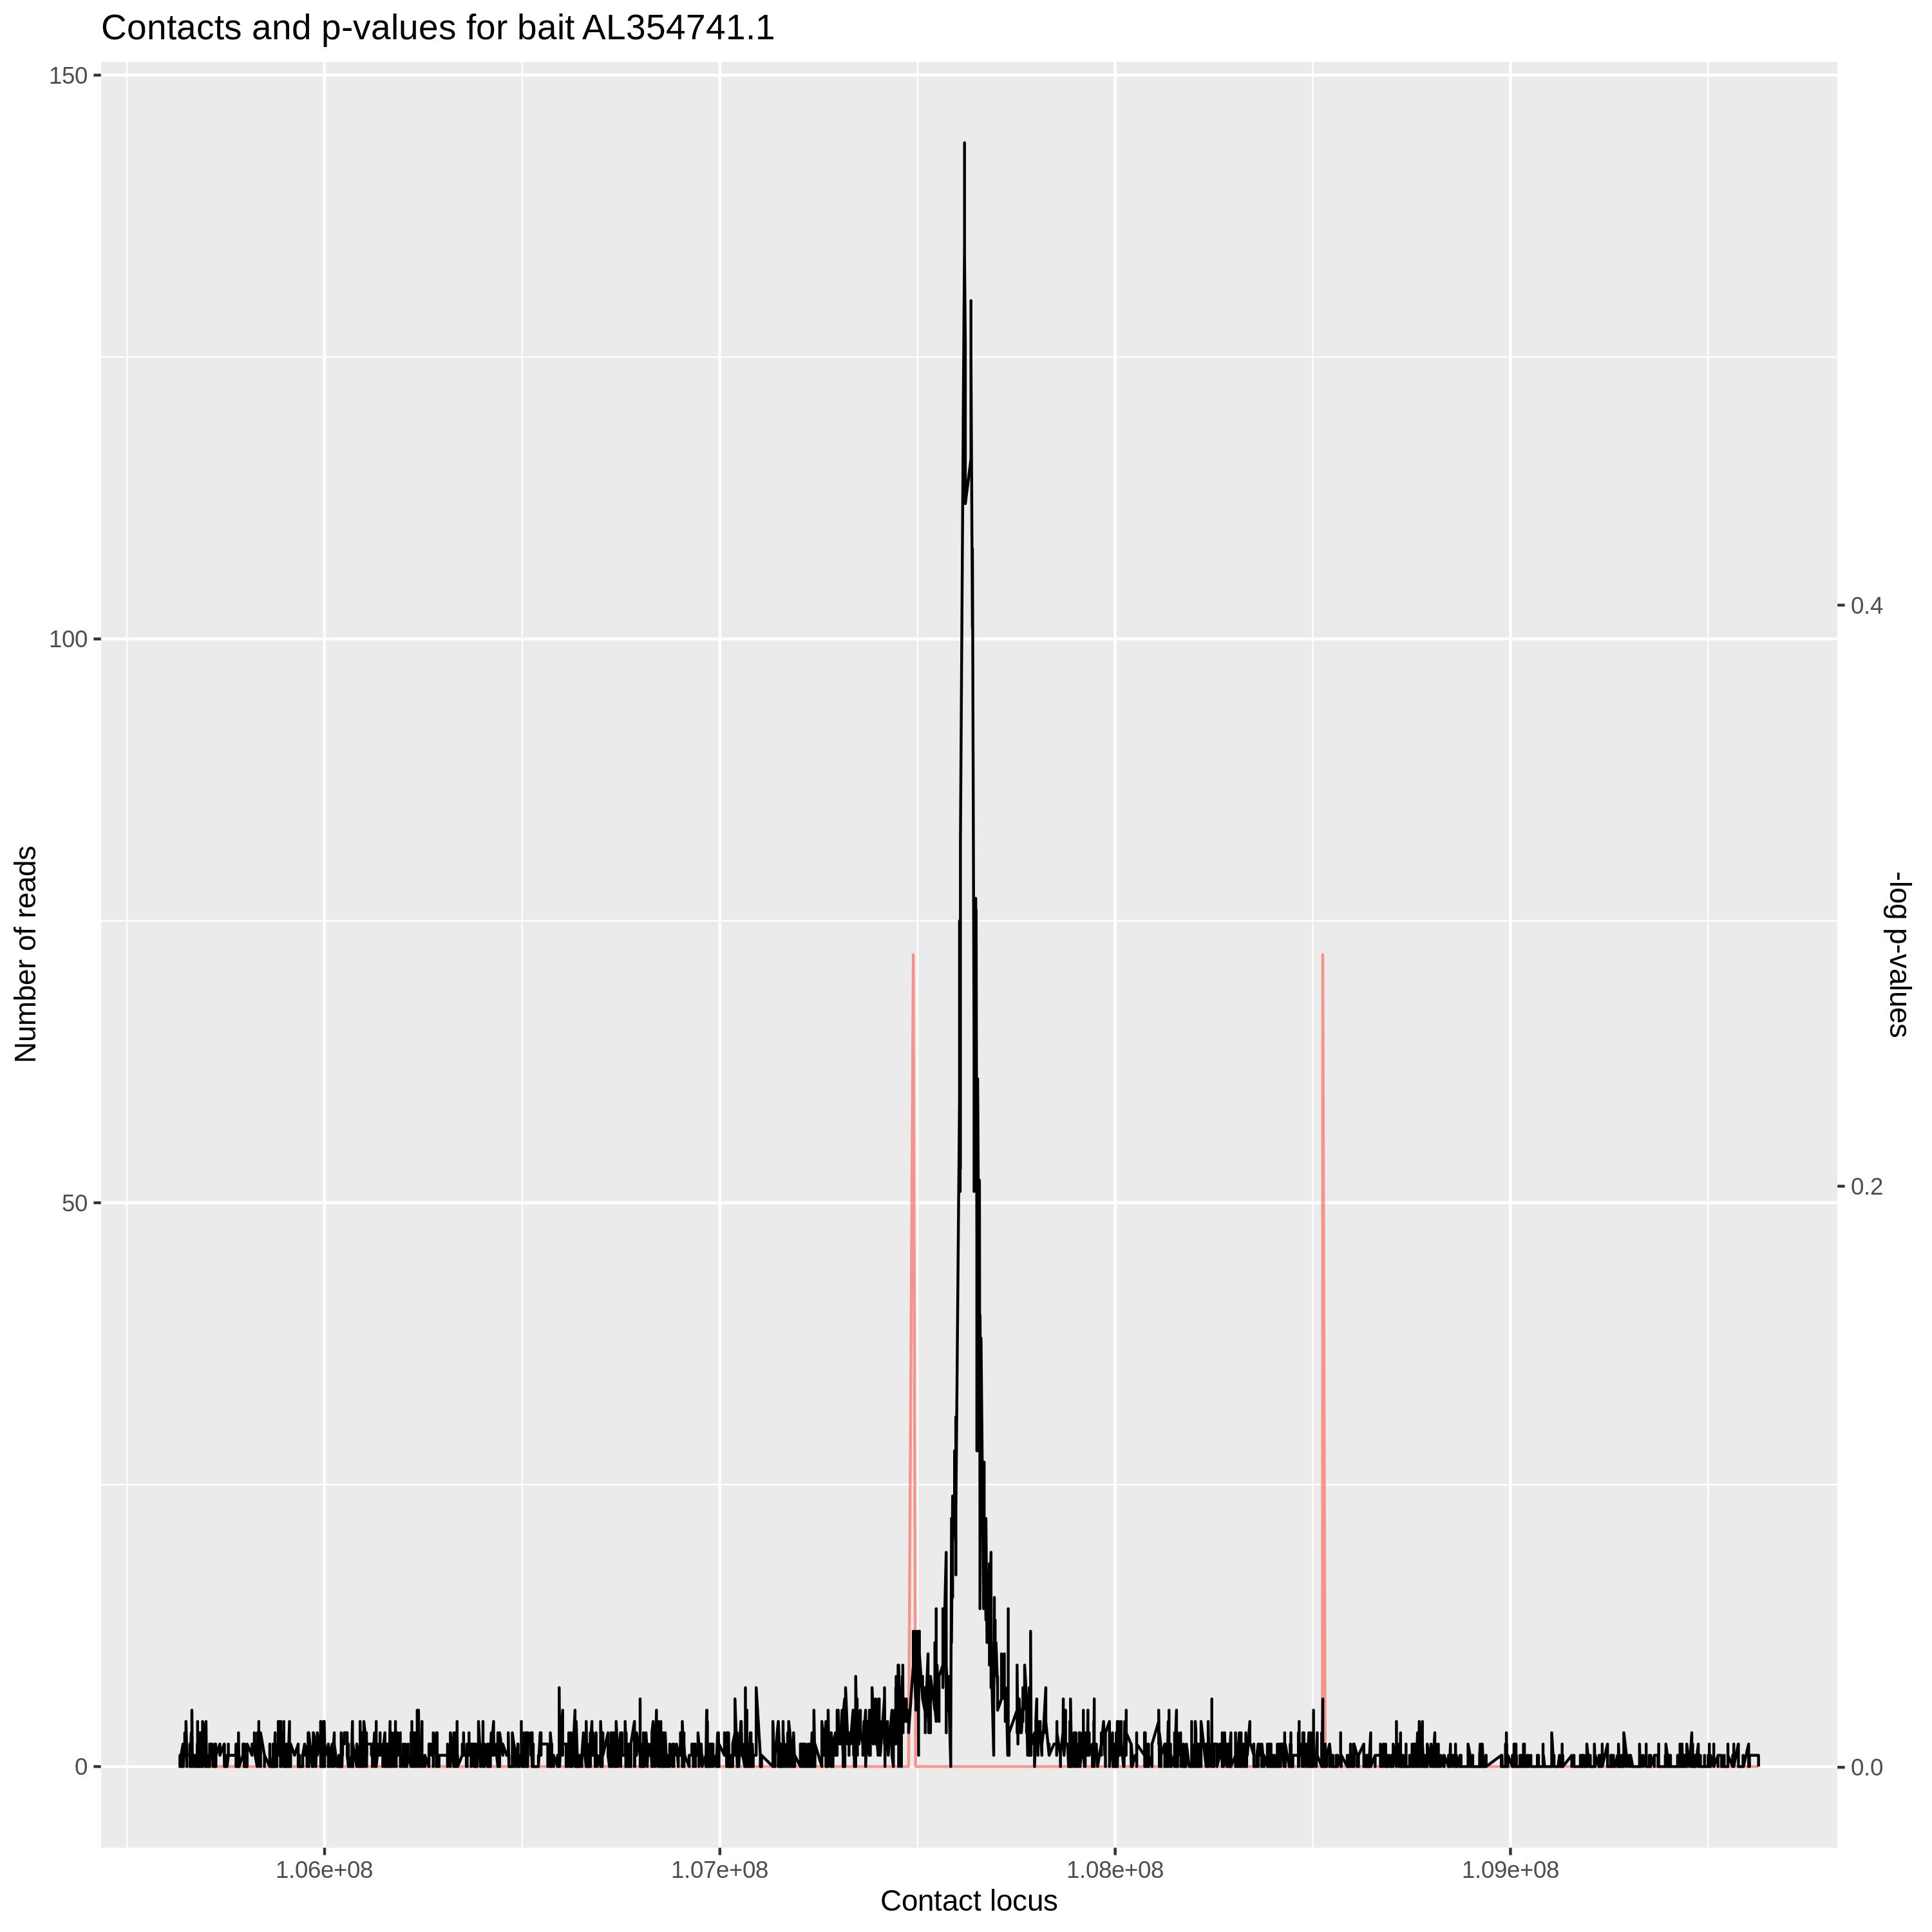 Contacts and p-values for bait AL354741.1
150
100
50
0
Number of reads
0.4
0.2
0.0
-log p-values
1.06e+08
1.07e+08
1.08e+08
1.09e+08
Contact locus